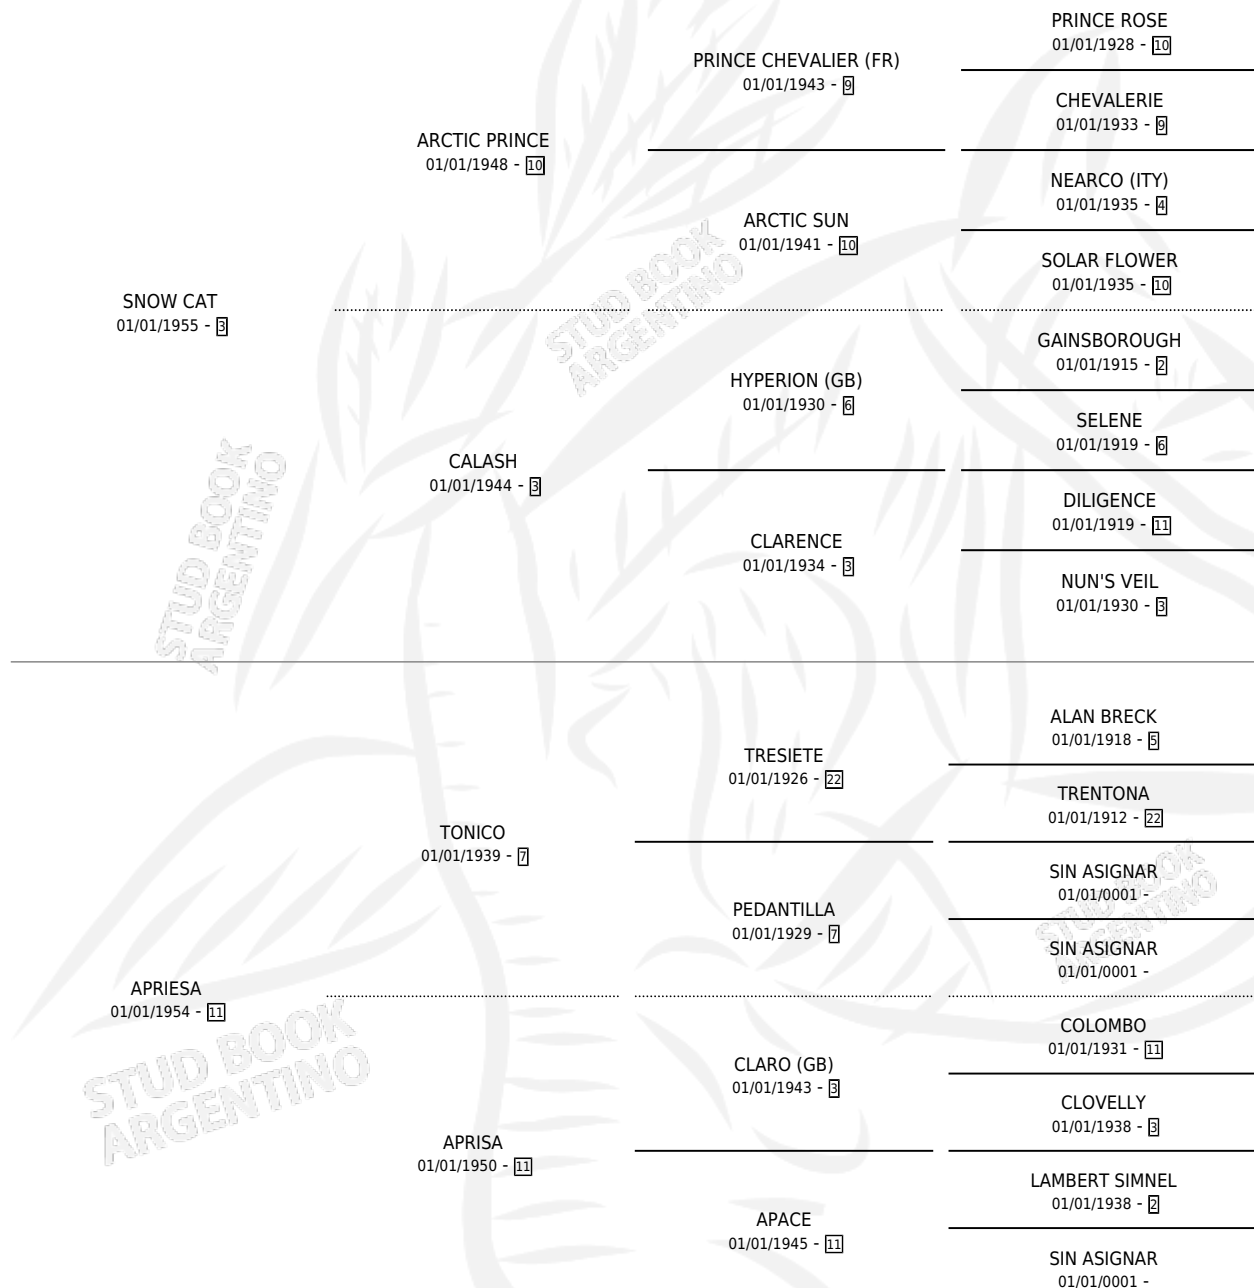 PRINCE ROSE
01/01/1928 - 10
PRINCE CHEVALIER (FR)
01/01/1943 - 9
CHEVALERIE
01/01/1933 - 9
ARCTIC PRINCE
01/01/1948 - 10
NEARCO (ITY)
01/01/1935 - 4
ARCTIC SUN
01/01/1941 - 10
SOLAR FLOWER
01/01/1935 - 10
STUD BOOK
ARGENTINO
SNOW CAT
01/01/1955 - 3
GAINSBOROUGH
01/01/1915 - 2
HYPERION (GB)
01/01/1930 - 6
SELENE
01/01/1919 - 6
CALASH
01/01/1944 - 3
DILIGENCE
01/01/1919 - 11
CLARENCE
01/01/1934 - 3
NUN'S VEIL
01/01/1930 - 3
STUD BOOK
ARGENTINO
ALAN BRECK
01/01/1918 - 5
TRESIETE
01/01/1926 - 22
TRENTONA
01/01/1912 - 22
TONICO
01/01/1939 - 7
SIN ASIGNAR
01/01/0001 -
PEDANTILLA
01/01/1929 - 7
SIN ASIGNAR
01/01/0001 -
STUD BOOK
ARGENTINO
APRIESA
01/01/1954 - 11
COLOMBO
01/01/1931 - 11
CLARO (GB)
01/01/1943 - 3
CLOVELLY
01/01/1938 - 3
STUD BOOK
ARGENTINO
APRISA
01/01/1950 - 11
LAMBERT SIMNEL
01/01/1938 - 2
APACE
01/01/1945 - 11
SIN ASIGNAR
01/01/0001 -